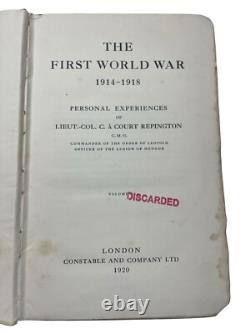 THE
FIRST WORLD WAR
1914-1918
PERSONAL EXPERIENCES
OF
LIEUT.-COL. C. À COURT REPINGTON
C.M.G.
COMMANDER OF THE ORDER OF LEOPOLD
OFFICER OF THE LEGION OF HONOUR
VOLUME
DISCARDED
LONDON
CONSTABLE AND COMPANY LTD
1920